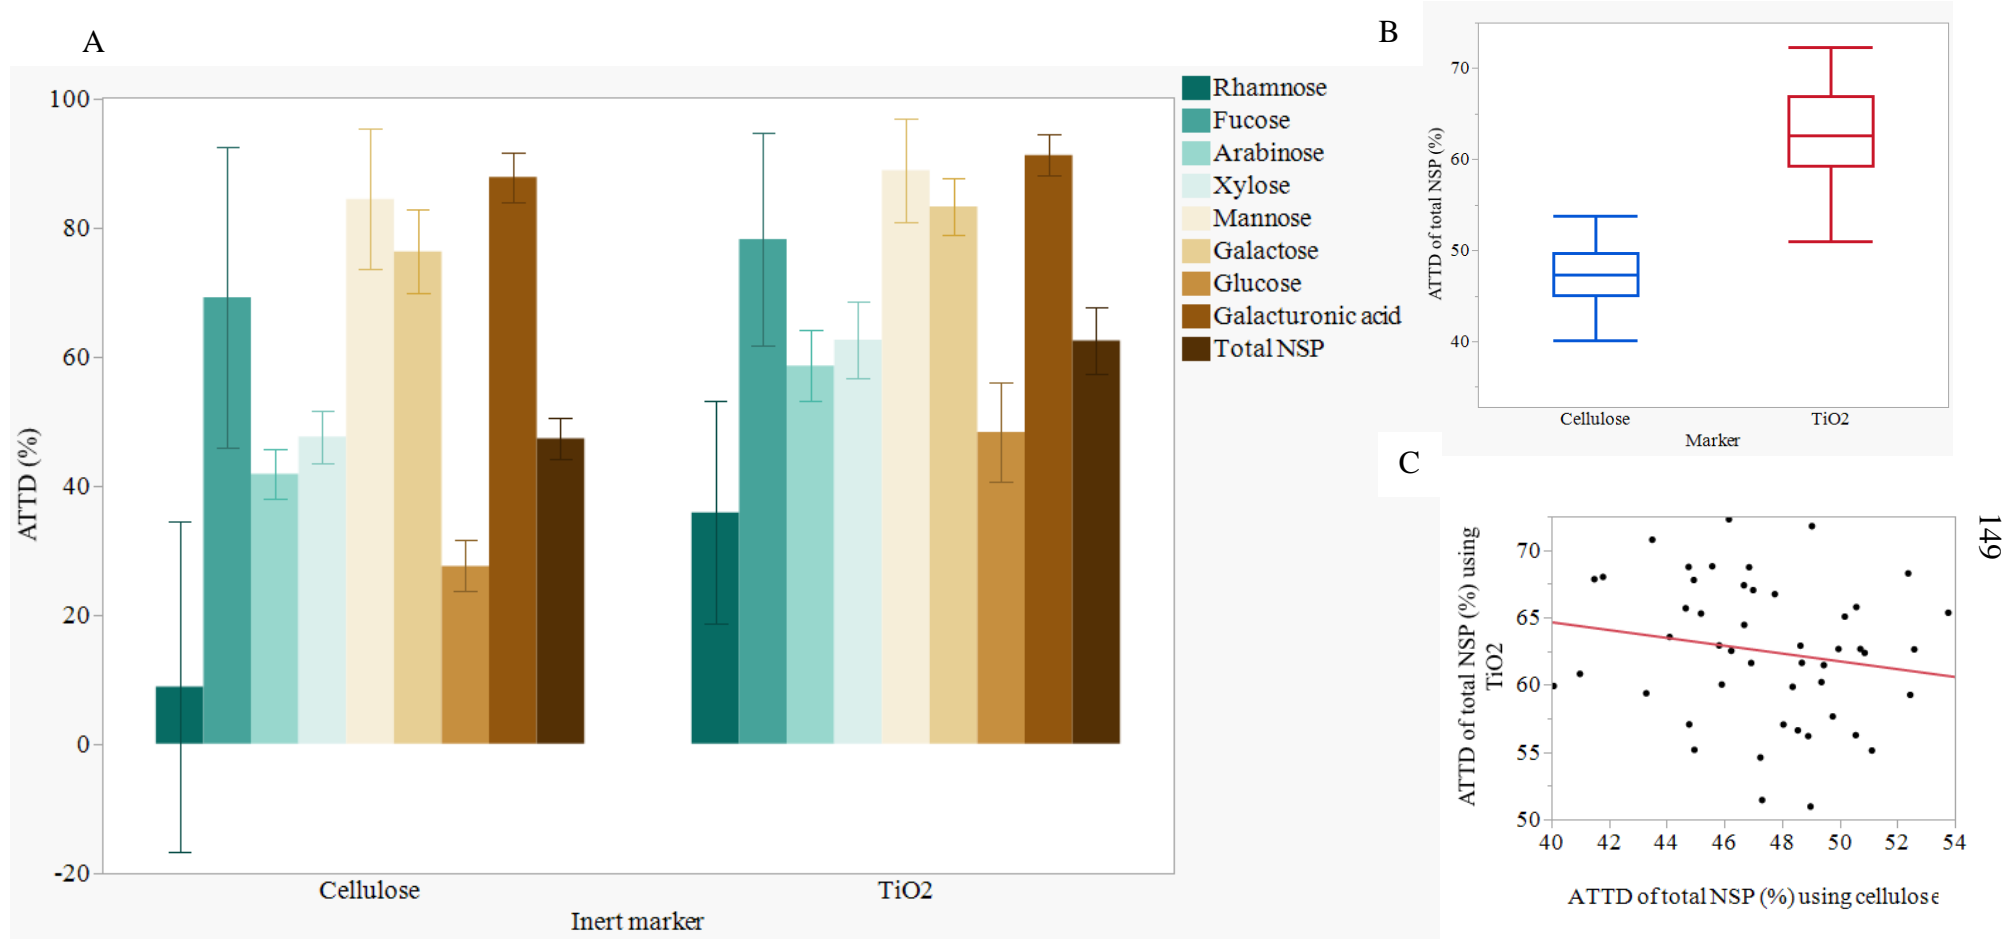 A
100
80
60
40
20
0
-20
ATTD (%)
Cellulose
TiO2
Inert marker
Rhamnose
Fucose
Arabinose
Xylose
Mannose
Galactose
Glucose
Galacturonic acid
Total NSP
B
70
60
50
40
ATTD of total NSP (%)
Cellulose
TiO2
Marker
C
70
65
60
55
50
ATTD of total NSP (%) using
TiO2
40
42
44
46
48
50
52
54
ATTD of total NSP (%) using cellulose
149